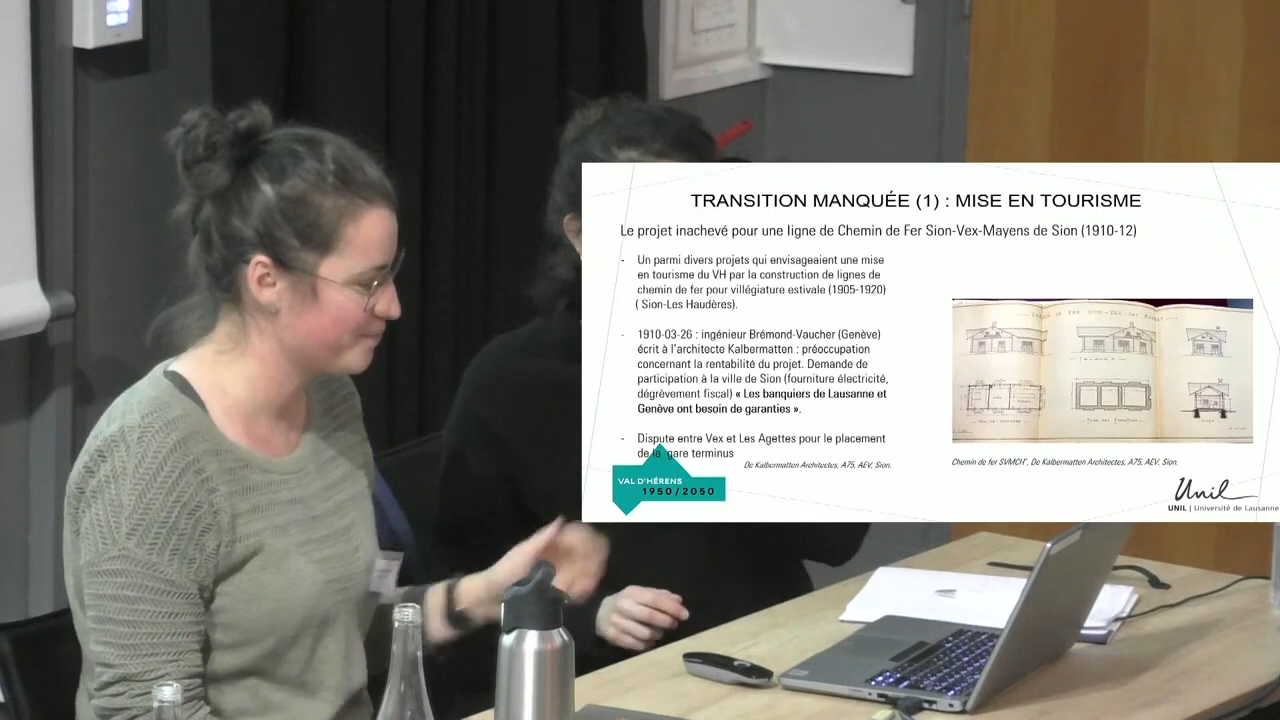 TRANSITION MANQUÉE (1) : MISE EN TOURISME
Le projet inachevé pour une ligne de Chemin de Fer Sion-Vex-Mayens de Sion (1910-12)
- Un parmi divers projets qui envisageaient une mise
en tourisme du VH par la construction de lignes de
chemin de fer pour villégiature estivale (1905-1920)
( Sion-Les Haudères).
- 1910-03-26 : ingénieur Brémond-Vaucher (Genève)
écrit à l'architecte Kalbermatten : préoccupation
concernant la rentabilité du projet. Demande de
participation à la ville de Sion (fourniture électricité,
dégrèvement fiscal) « Les banquiers de Lausanne et
Genève ont besoin de garanties ».
- Dispute entre Vex et Les Agettes pour le placement
de la gare terminus
De Kalbermatten Architectes, A75, AEV, Sion.
VAL D'HÉRENS
1950/2050
Chemin de fer SVMCH', De Kalbermatten Architectes, A75, AEV, Sion.
Unil
UNIL | Université de Lausanne